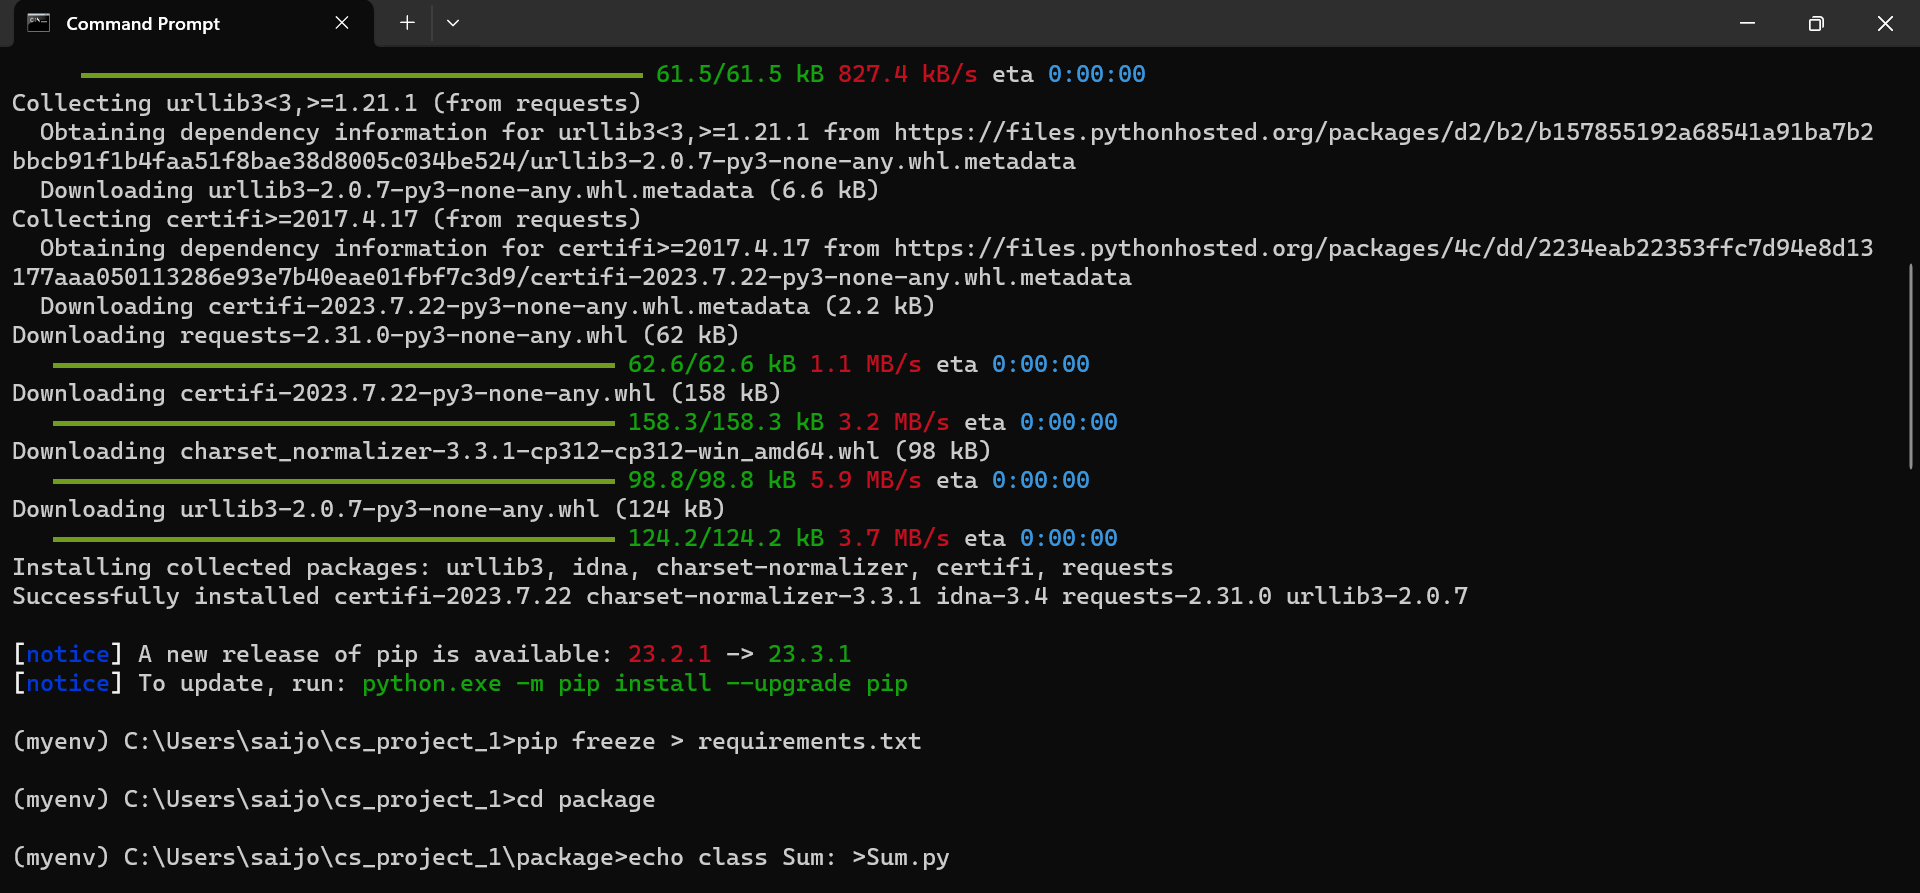 Command Prompt
61.5/61.5 kB 827.4 kB/s eta 0:00:00
Collecting urllib3<3,>=1.21.1 (from requests)
  Obtaining dependency information for urllib3<3,>=1.21.1 from https://files.pythonhosted.org/packages/d2/b2/b157855192a68541a91ba7b2
bbcb91f1b4faa51f8bae38d8005c034be524/urllib3-2.0.7-py3-none-any.whl.metadata
  Downloading urllib3-2.0.7-py3-none-any.whl.metadata (6.6 kB)
Collecting certifi>=2017.4.17 (from requests)
  Obtaining dependency information for certifi>=2017.4.17 from https://files.pythonhosted.org/packages/4c/dd/2234eab22353ffc7d94e8d13
177aaa050113286e93e7b40eae01fbf7c3d9/certifi-2023.7.22-py3-none-any.whl.metadata
  Downloading certifi-2023.7.22-py3-none-any.whl.metadata (2.2 kB)
Downloading requests-2.31.0-py3-none-any.whl (62 kB)
62.6/62.6 kB 1.1 MB/s eta 0:00:00
Downloading certifi-2023.7.22-py3-none-any.whl (158 kB)
158.3/158.3 kB 3.2 MB/s eta 0:00:00
Downloading charset_normalizer-3.3.1-cp312-cp312-win_amd64.whl (98 kB)
98.8/98.8 kB 5.9 MB/s eta 0:00:00
Downloading urllib3-2.0.7-py3-none-any.whl (124 kB)
124.2/124.2 kB 3.7 MB/s eta 0:00:00
Installing collected packages: urllib3, idna, charset-normalizer, certifi, requests
Successfully installed certifi-2023.7.22 charset-normalizer-3.3.1 idna-3.4 requests-2.31.0 urllib3-2.0.7
[notice] A new release of pip is available: 23.2.1 -> 23.3.1
[notice] To update, run: python.exe -m pip install --upgrade pip
(myenv) C:\Users\saijo\cs_project_1>pip freeze > requirements.txt
(myenv) C:\Users\saijo\cs_project_1>cd package
(myenv) C:\Users\saijo\cs_project_1\package>echo class Sum: >Sum.py